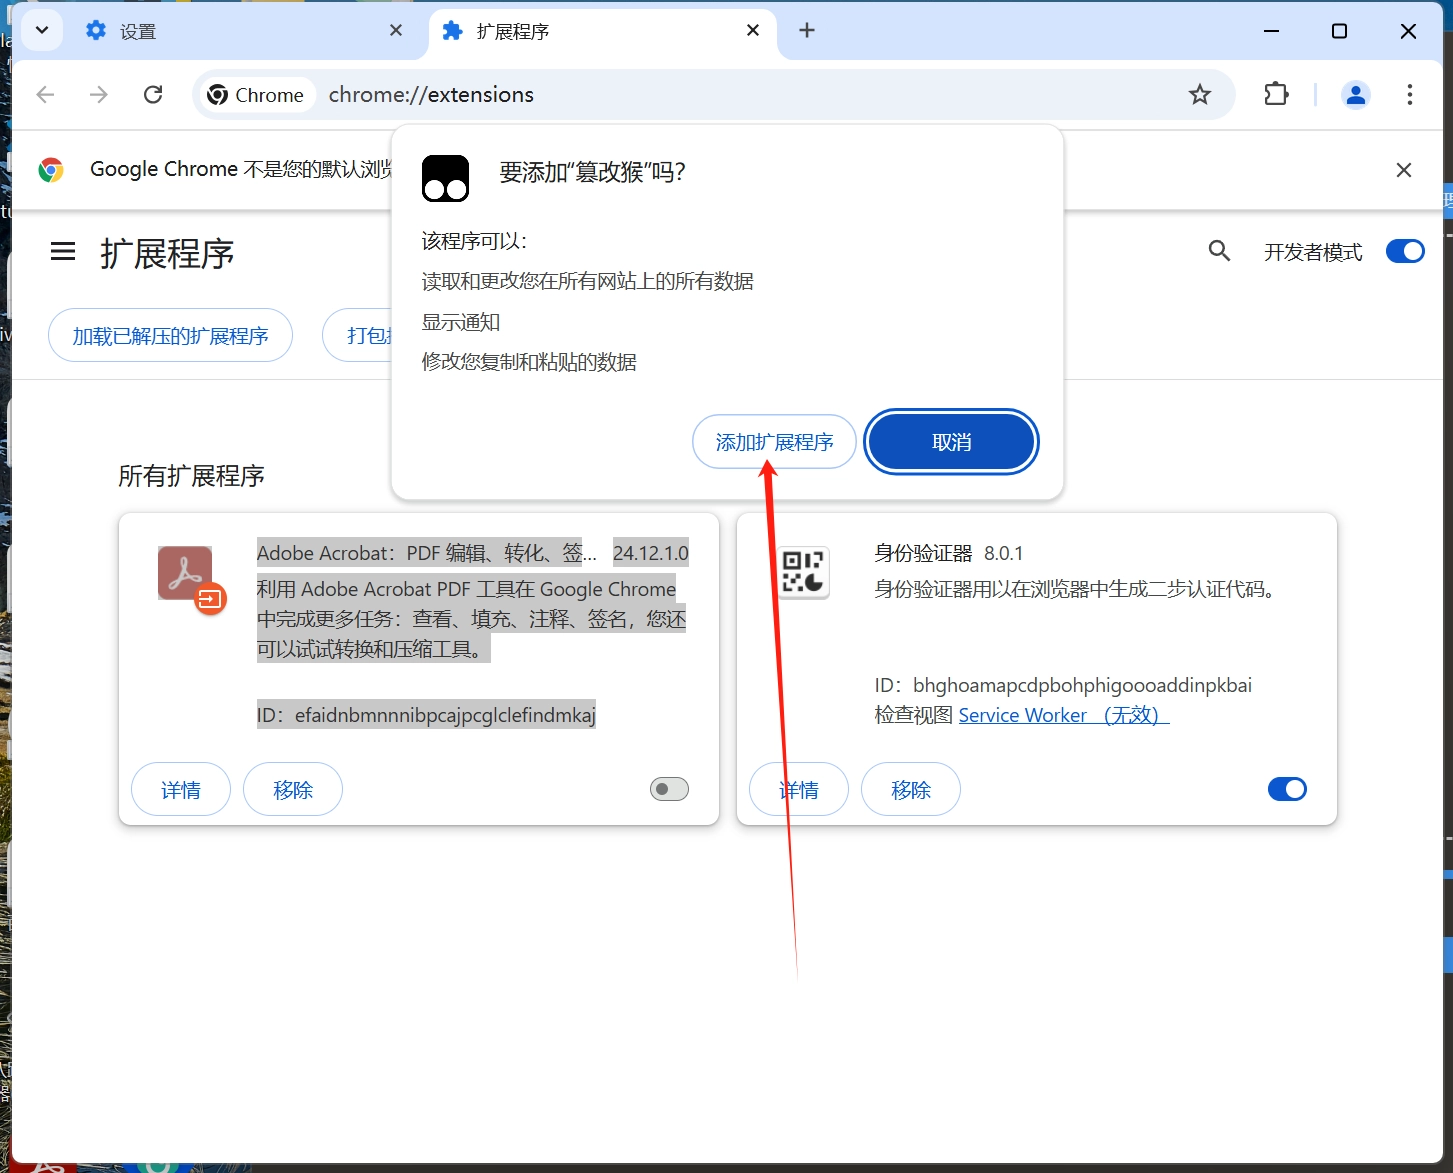 设置
扩展程序
Chrome
chrome://extensions
Google Chrome 不是您的默认浏
要添加“篡改猴”吗？
该程序可以：
读取和更改您在所有网站上的所有数据
显示通知
修改您复制和粘贴的数据
添加扩展程序
取消
扩展程序
开发者模式
加载已解压的扩展程序
打包
所有扩展程序
Adobe Acrobat：PDF 编辑、转化、签... 24.12.1.0
利用 Adobe Acrobat PDF 工具在 Google Chrome
中完成更多任务：查看、填充、注释、签名，您还
可以试试转换和压缩工具。
ID：efaidnbmnnnibpcajpcglclefindmkaj
详情
移除
身份验证器 8.0.1
身份验证器用以在浏览器中生成二步认证代码。
ID：bhghoamapcdpbohphigoooaddinpkbai
检查视图 Service Worker （无效）
详情
移除